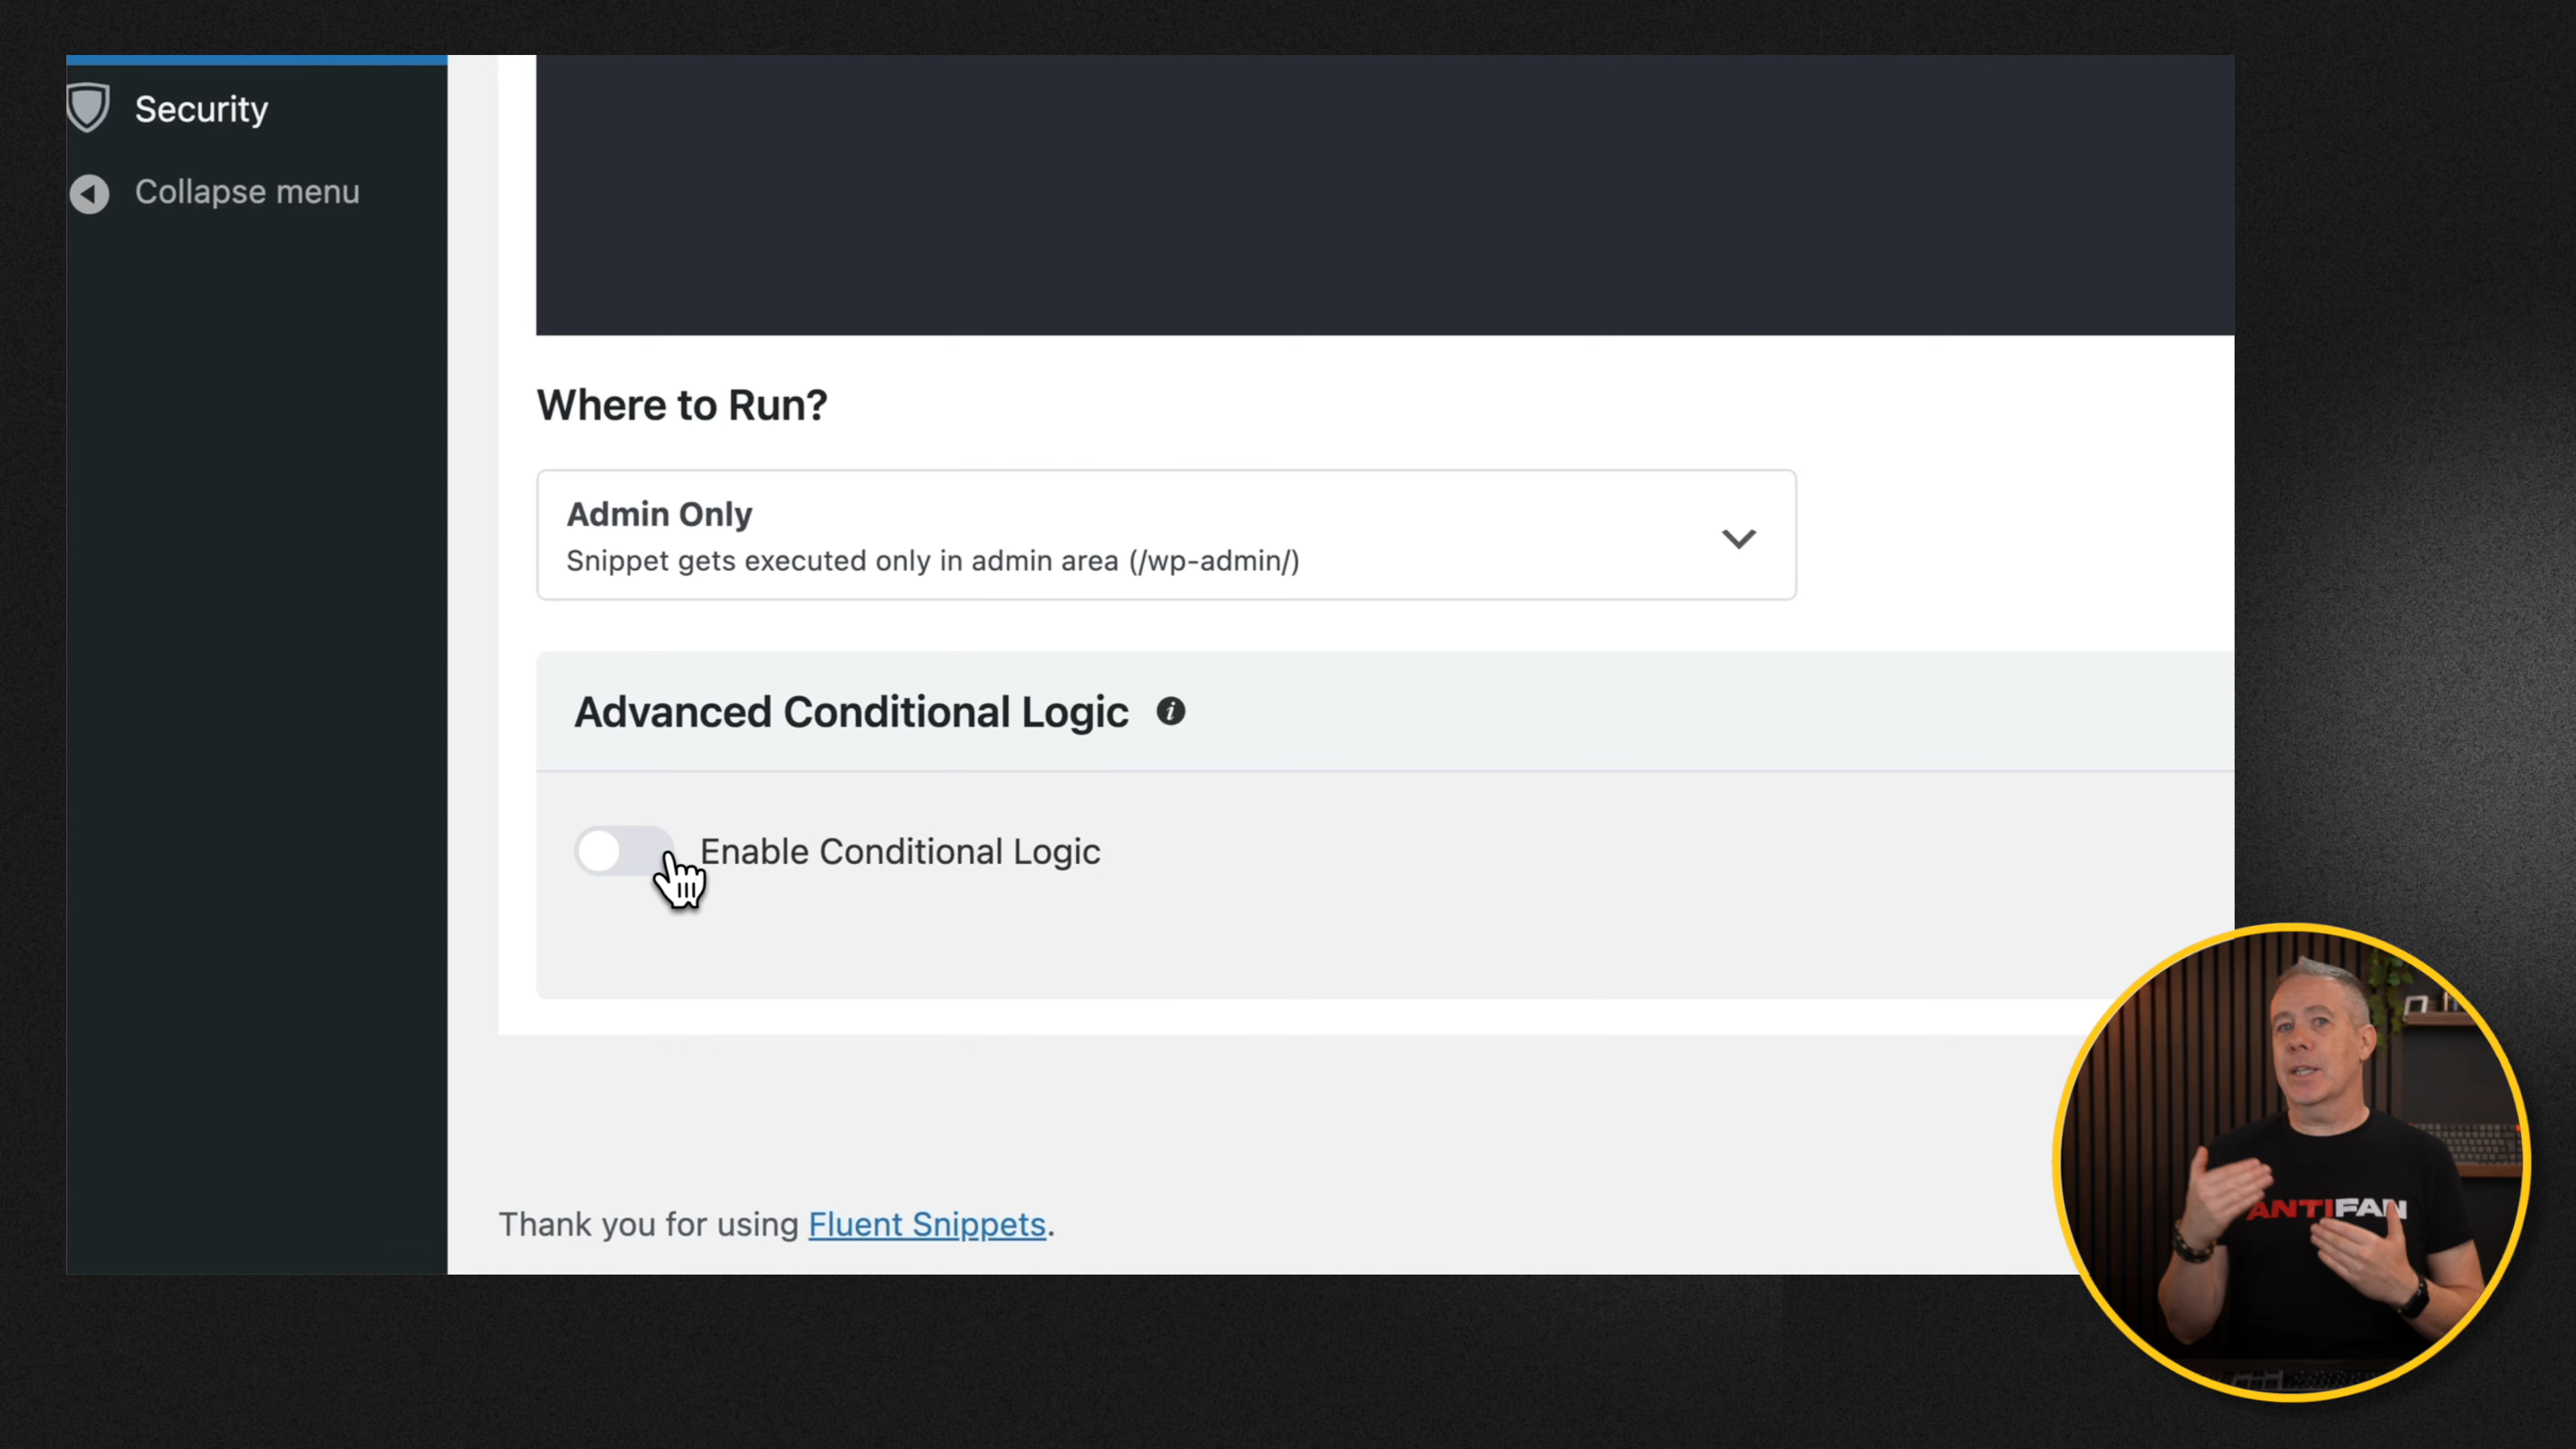 Security
Collapse menu
Where to Run?
Admin Only
Snippet gets executed only in admin area (/wp-admin/)
Advanced Conditional Logic
Enable Conditional Logic
Thank you for using Fluent Snippets.
ANTIFAN